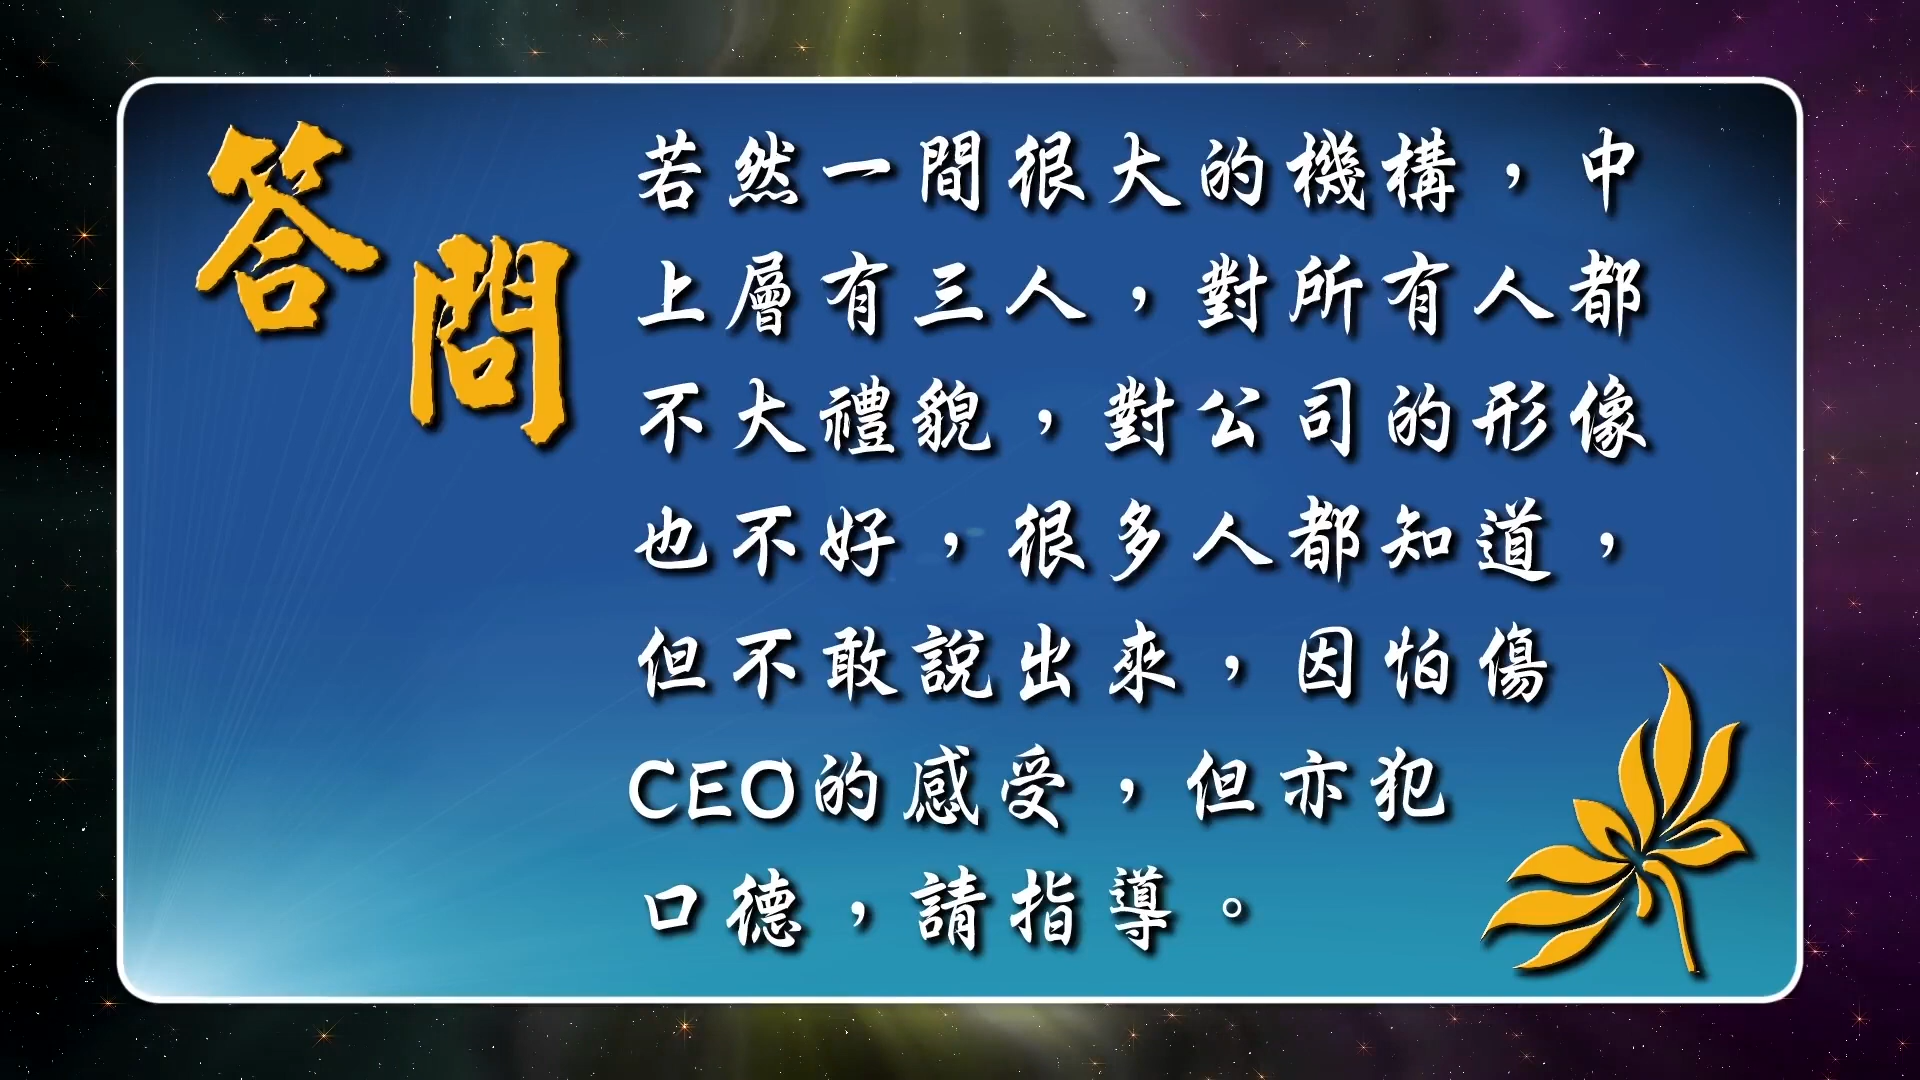 答問
若然一間很大的機構，中
上層有三人，對所有人都
不大禮貌，對公司的形像
也不好，很多人都知道，
但不敢說出來，因怕傷
CEO的感受，但亦犯
口德，請指導。